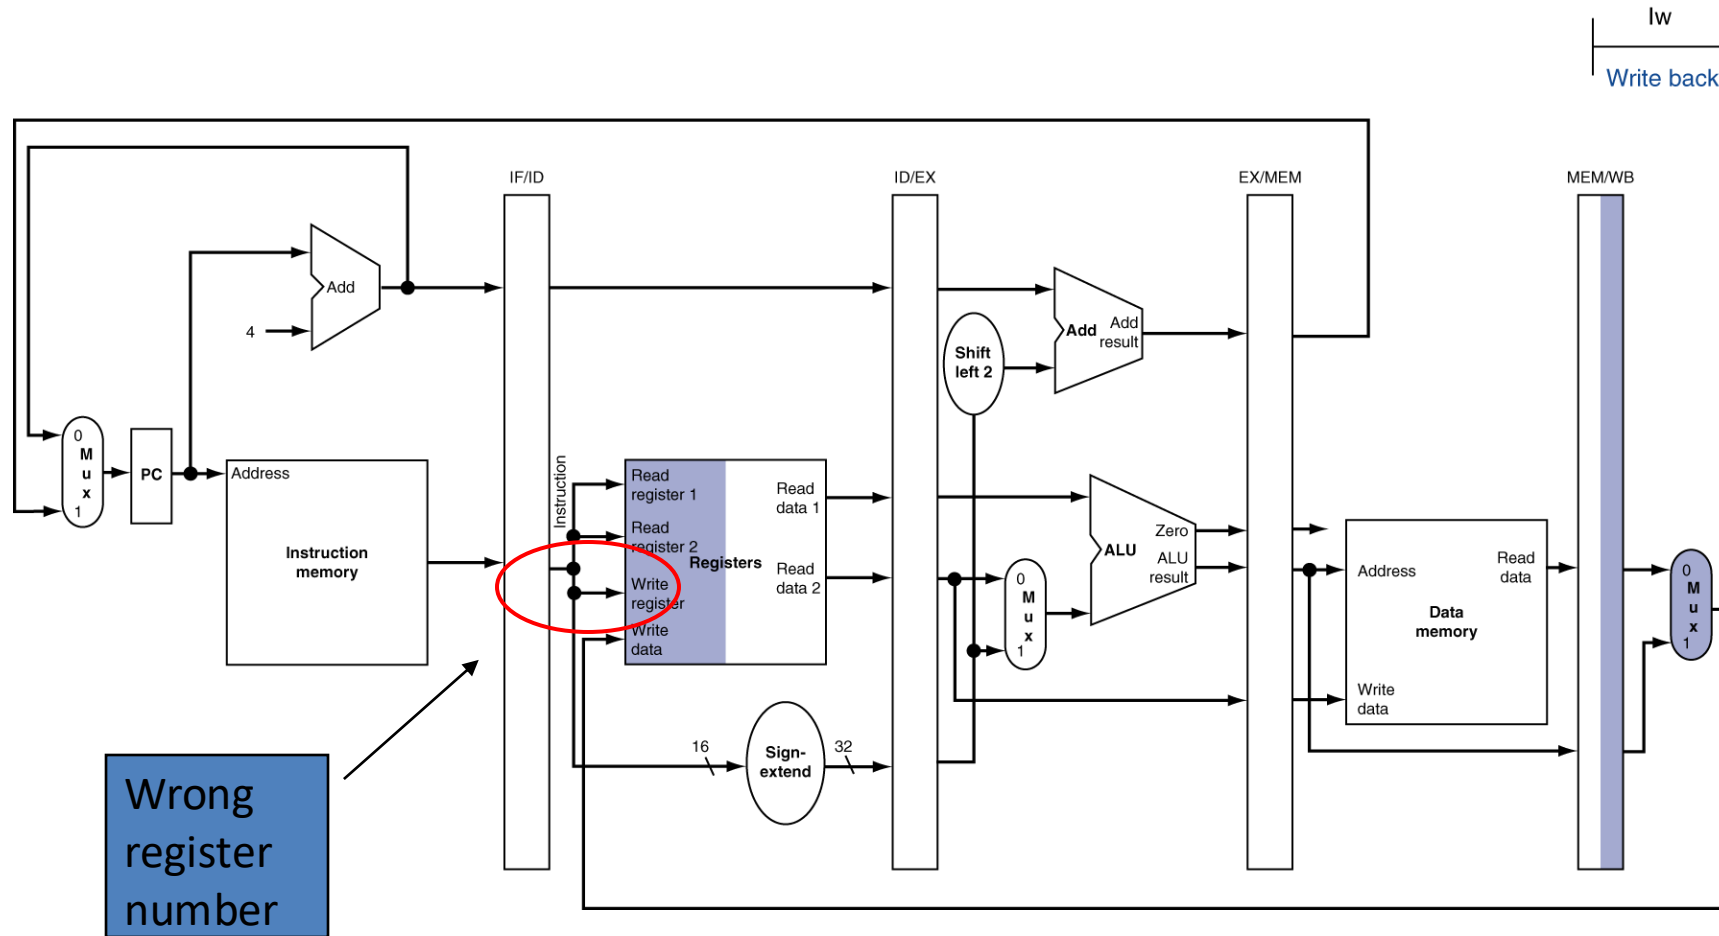 lw
Write back
IF/ID
ID/EX
EX/MEM
MEM/WB
Add
4
Add
Add
result
Shift
left 2
0
M
u
x
1
PC
Address
Instruction
memory
Instruction
Read
register 1
Read
register 2
Registers
Write
register
Write
data
Read
data 1
Read
data 2
0
M
u
x
1
Zero
ALU
ALU
result
Address
Read
data
Data
memory
Write
data
0
M
u
x
1
16
Sign-
extend
32
Wrong
register
number